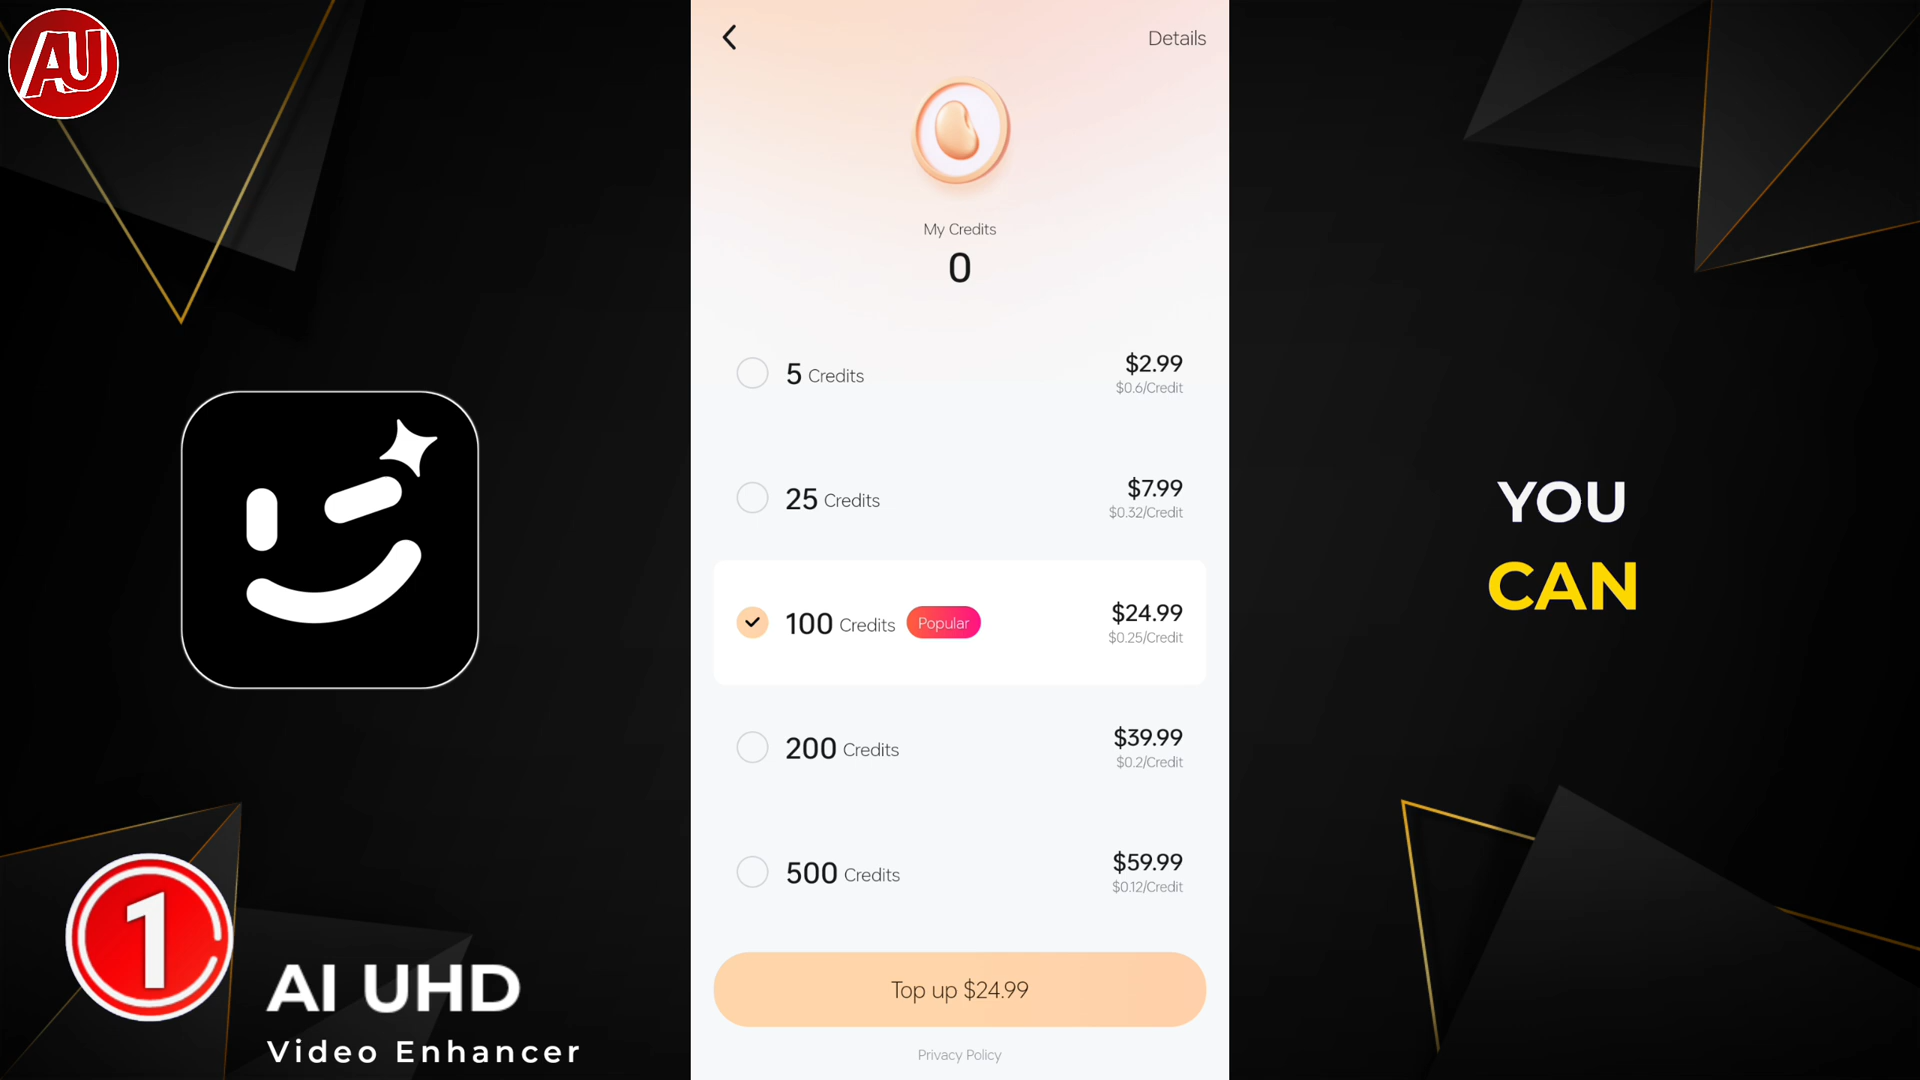 AU
Details
My Credits
0
5 Credits
$2.99
$0.6/Credit
25 Credits
$7.99
$0.32/Credit
100 Credits
Popular
$24.99
$0.25/Credit
200 Credits
$39.99
$0.2/Credit
500 Credits
$59.99
$0.12/Credit
Top up $24.99
Privacy Policy
YOU
CAN
1
AI UHD
Video Enhancer